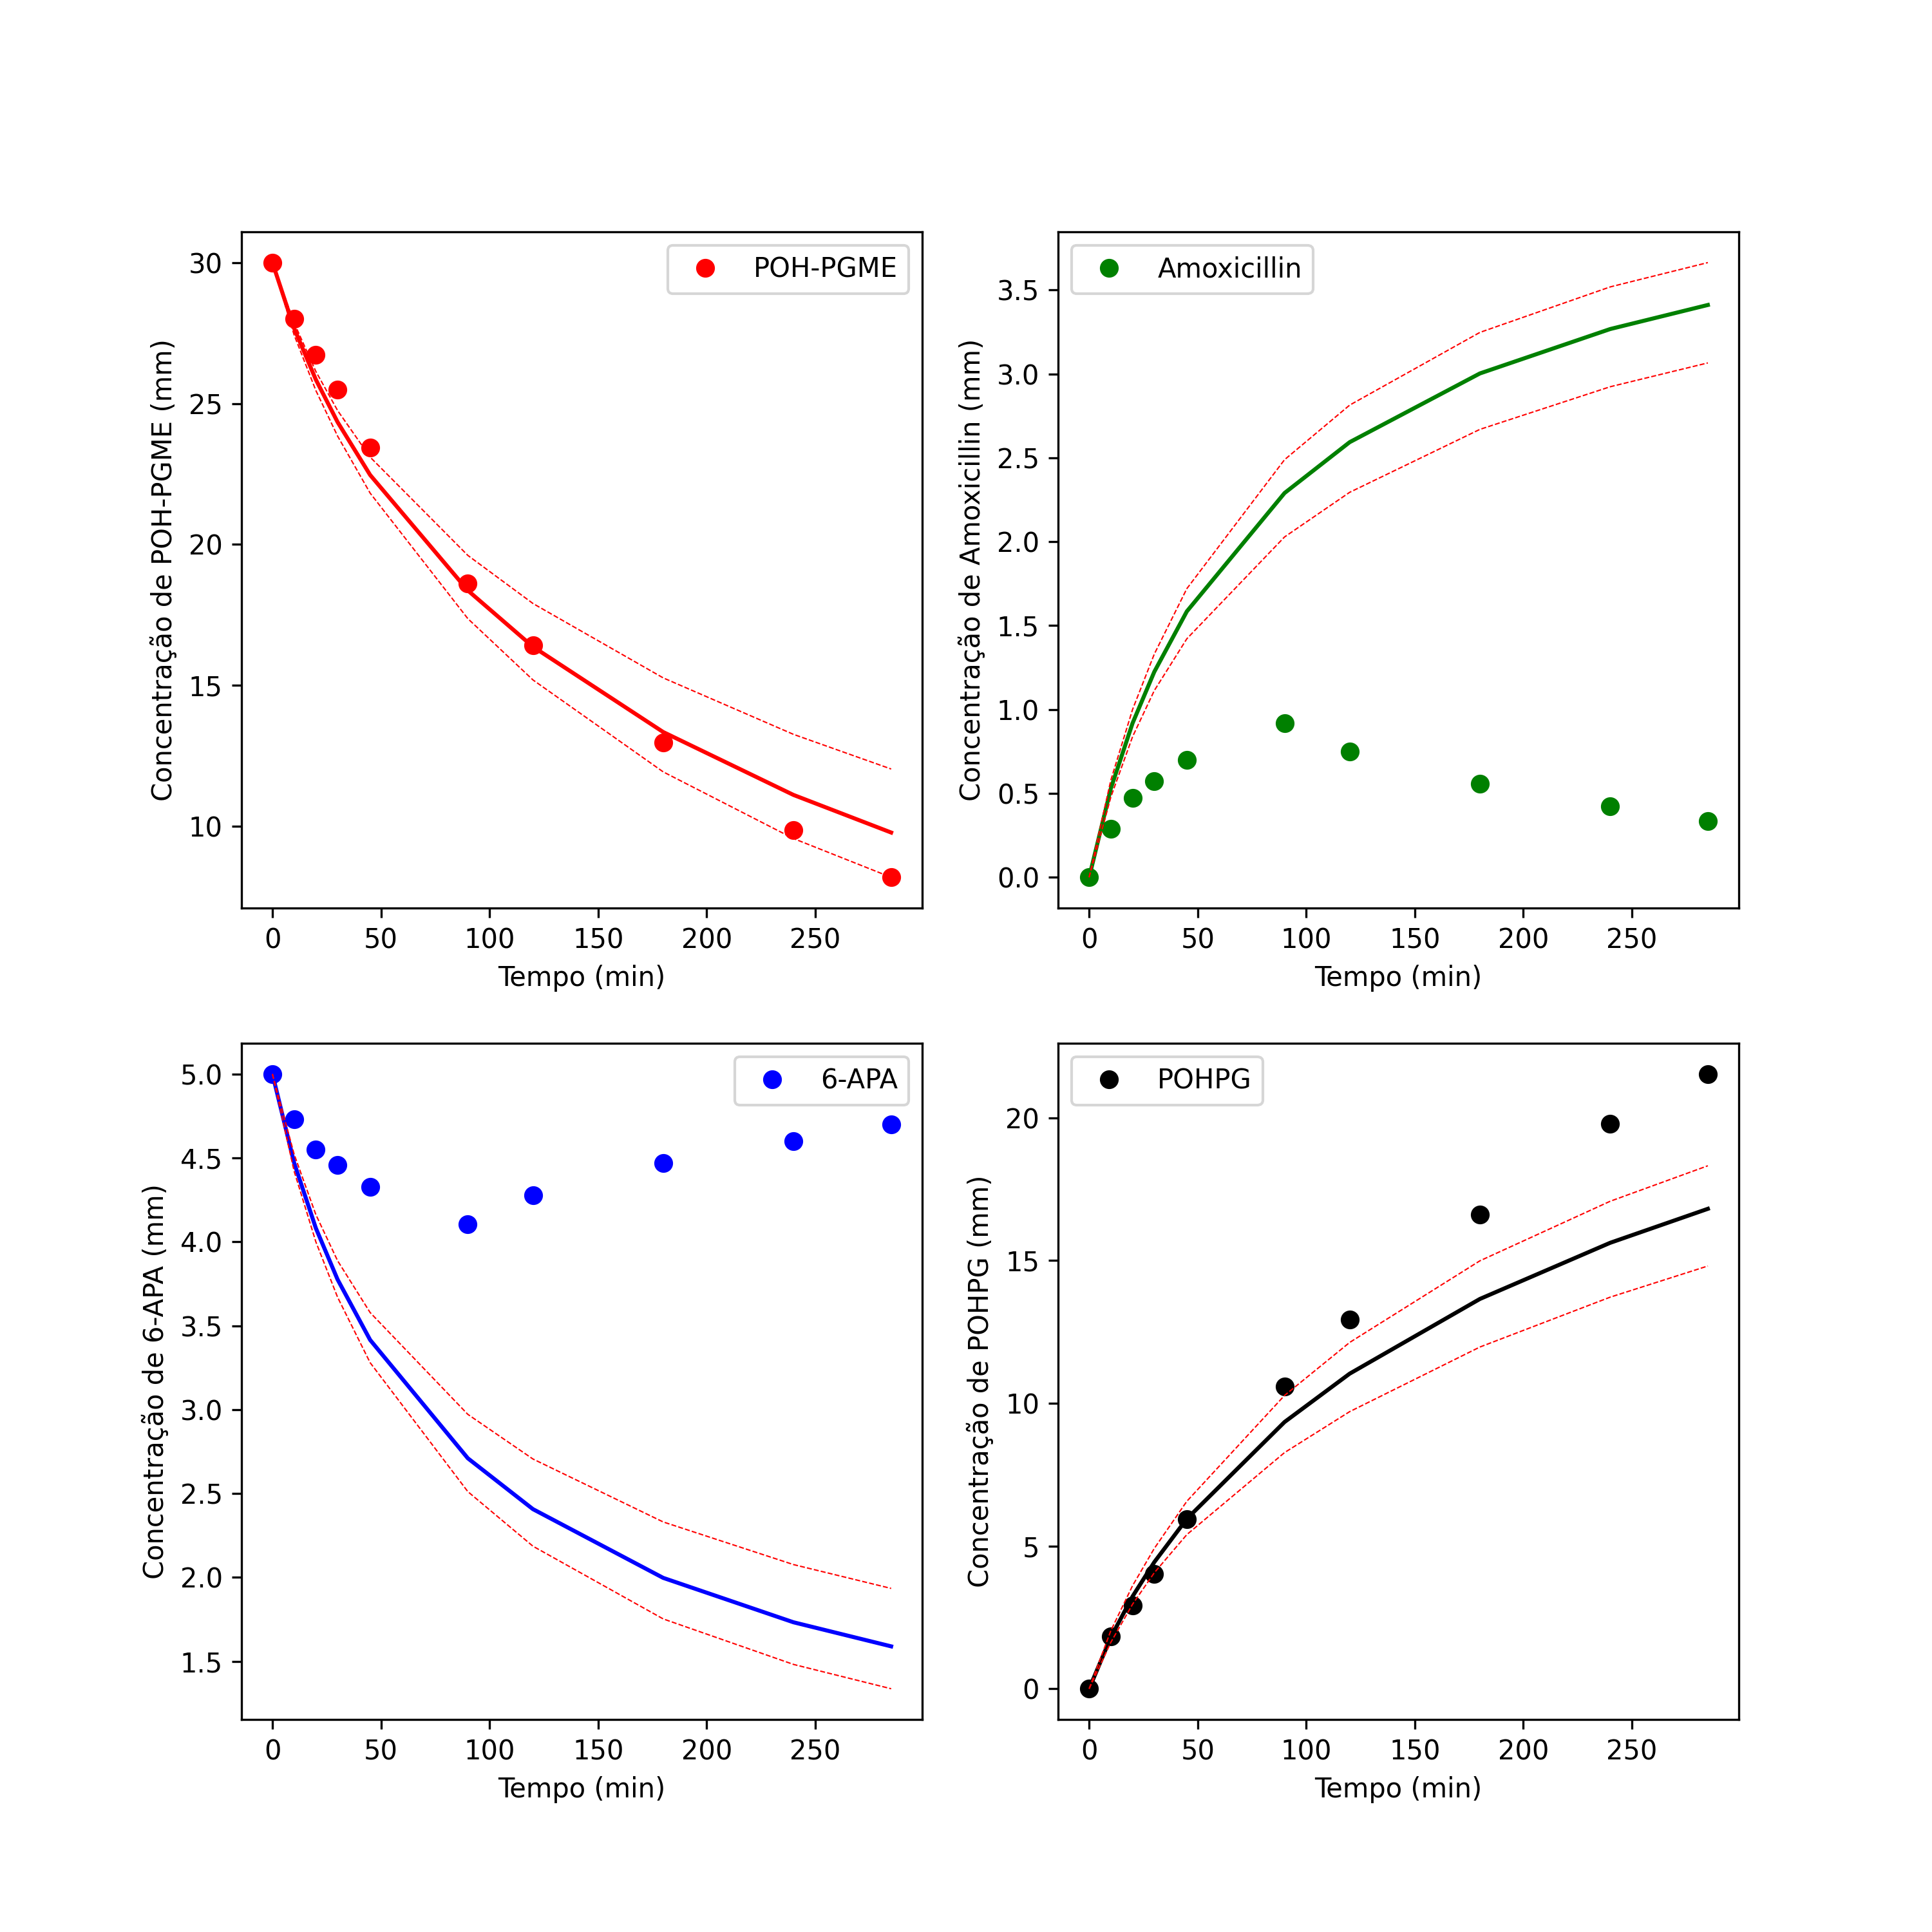 POH-PGME
Concentração de POH-PGME (mm)
30
25
20
15
10
0 50 100 150 200 250
Tempo (min)
Amoxicillin
Concentração de Amoxicillin (mm)
3.5
3.0
2.5
2.0
1.5
1.0
0.5
0.0
0 50 100 150 200 250
Tempo (min)
6-APA
Concentração de 6-APA (mm)
5.0
4.5
4.0
3.5
3.0
2.5
2.0
1.5
0 50 100 150 200 250
Tempo (min)
POHPG
Concentração de POHPG (mm)
20
15
10
5
0
0 50 100 150 200 250
Tempo (min)